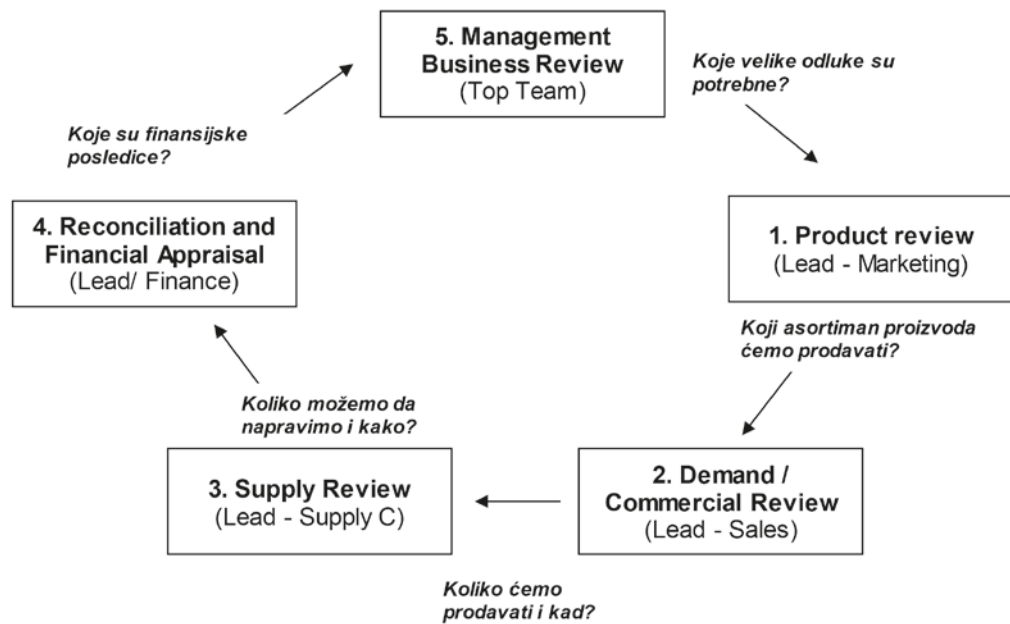 5. Management
Business Review
(Top Team)
Koje velike odluke su
potrebne?
Koje su finansijske
posledice?
4. Reconciliation and
Financial Appraisal
(Lead/ Finance)
1. Product review
(Lead - Marketing)
Koji asortiman proizvoda
ćemo prodavati?
Koliko možemo da
napravimo i kako?
3. Supply Review
(Lead - Supply C)
2. Demand /
Commercial Review
(Lead - Sales)
Koliko ćemo
prodavati i kad?